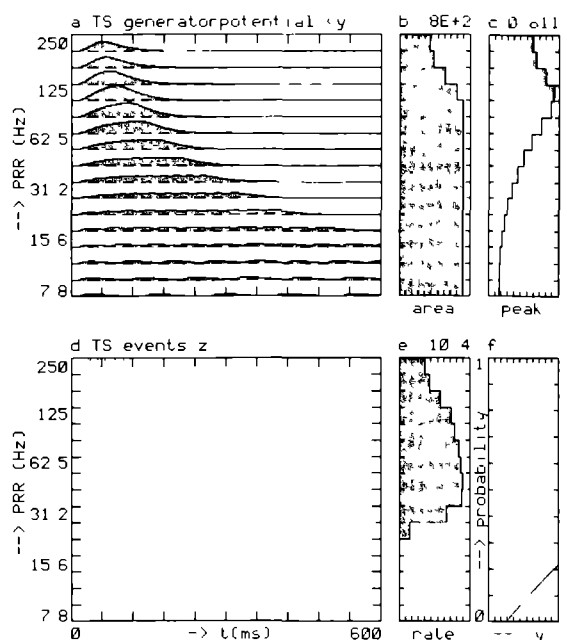 a TS generatorpotential y
b 8E+2
c 0 all
250
125
62 5
31 2
15 6
7 8
--> PRR (Hz)
area
peak
d TS events z
e 10 4
f
250
125
62 5
31 2
15 6
7 8
--> PRR (Hz)
0 -> t(ms) 600
rate
1
--> probability
0
-- y